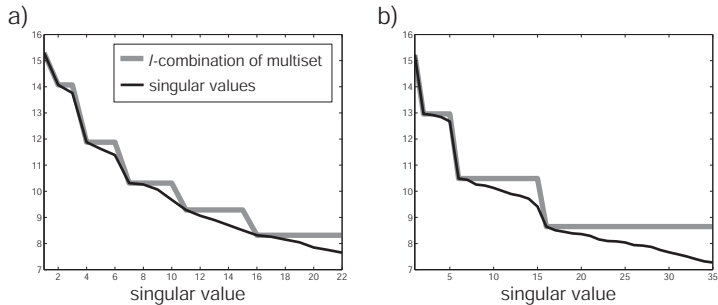 a)
b)
16
15
14
13
12
11
10
9
8
7
2 4 6 8 10 12 14 16 18 20 22
singular value
l-combination of multiset
singular values
16
15
14
13
12
11
10
9
8
7
5 10 15 20 25 30 35
singular value